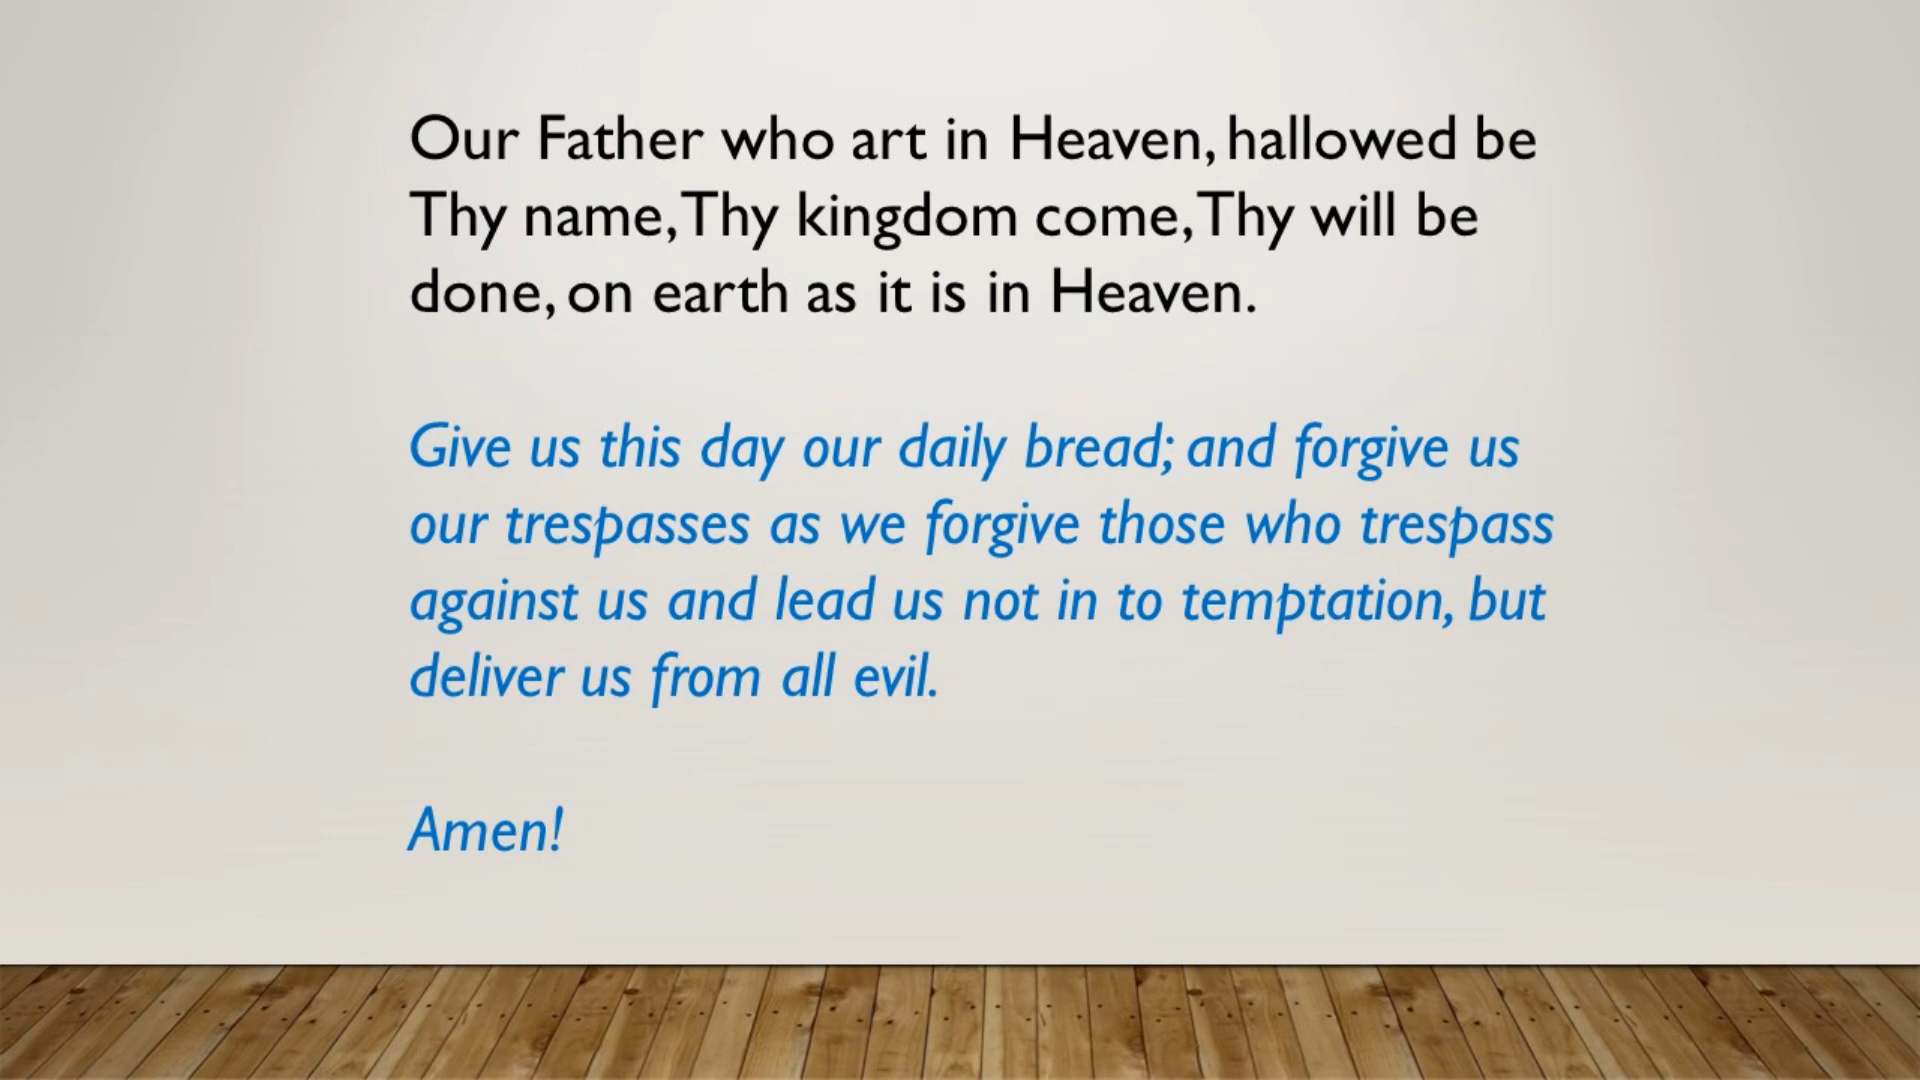 Our Father who art in Heaven, hallowed be
Thy name, Thy kingdom come, Thy will be
done, on earth as it is in Heaven.
Give us this day our daily bread; and forgive us
our trespasses as we forgive those who trespass
against us and lead us not in to temptation, but
deliver us from all evil.
Amen!